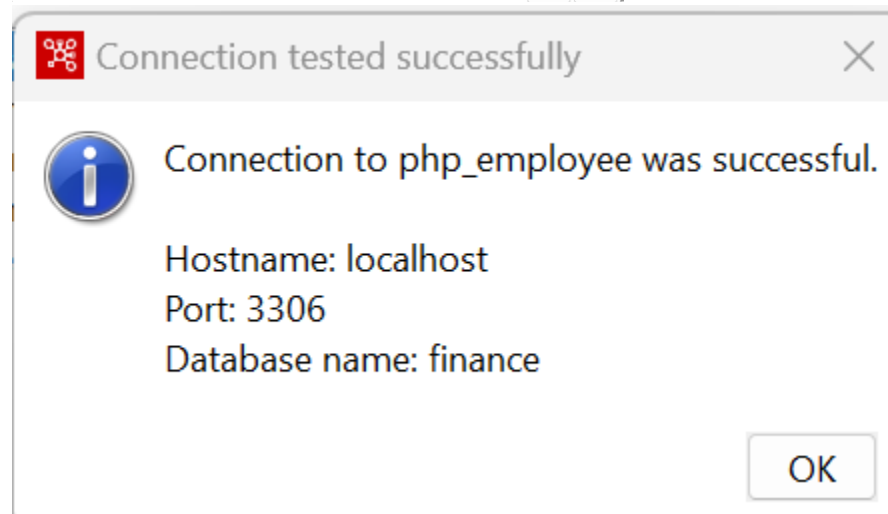 Connection tested successfully
Connection to php_employee was successful.
Hostname: localhost
Port: 3306
Database name: finance
OK